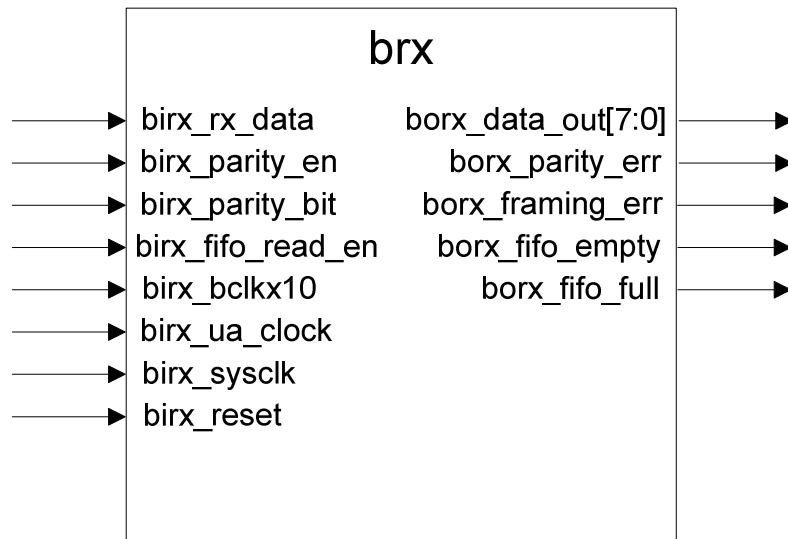 brx
birx_rx_data borx_data_out[7:0]
birx_parity_en borx_parity_err
birx_parity_bit borx_framing_err
birx_fifo_read_en borx_fifo_empty
birx_bclkx10 borx_fifo_full
birx_ua_clock
birx_sysclk
birx_reset